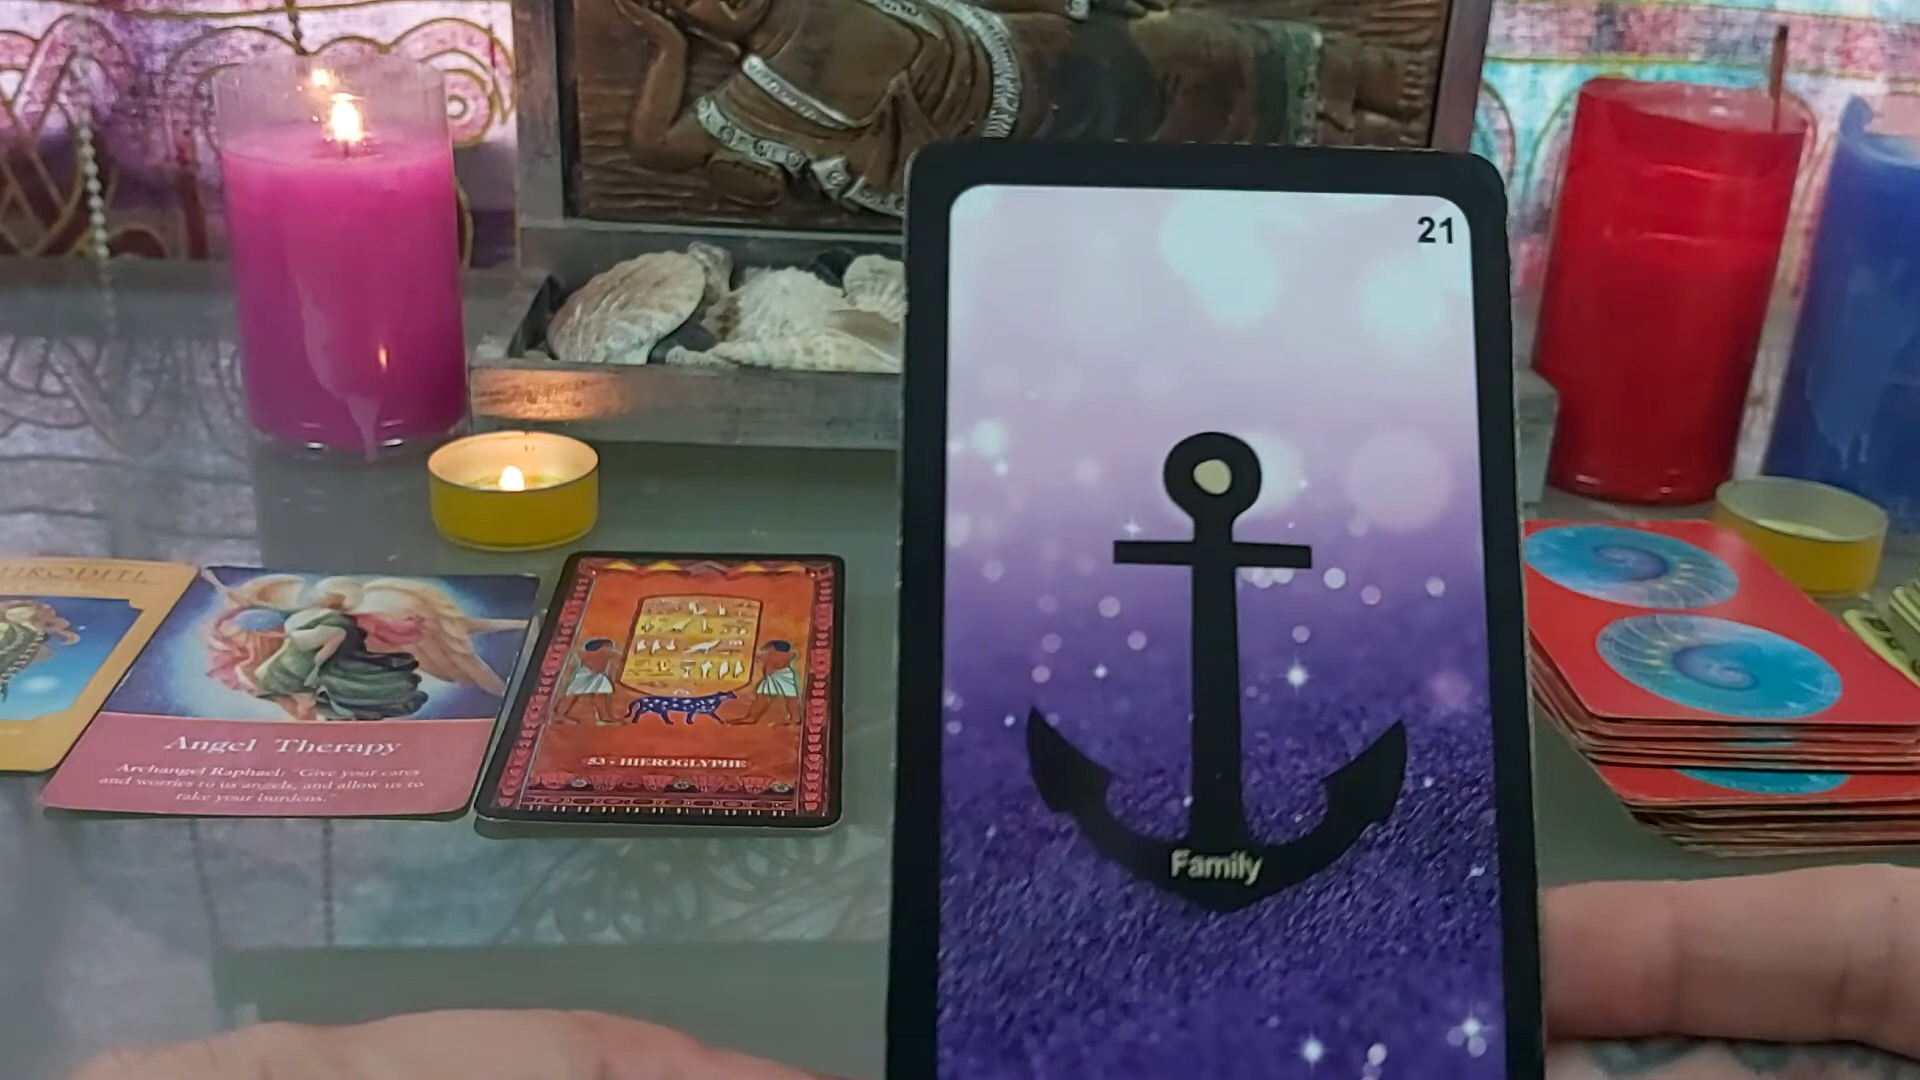 21
Family
Angel Therapy
Archangel Raphael: "Give your cares
and worries to us angels, and allow us to
take your burdens."
53 - HIEROGLYPHE